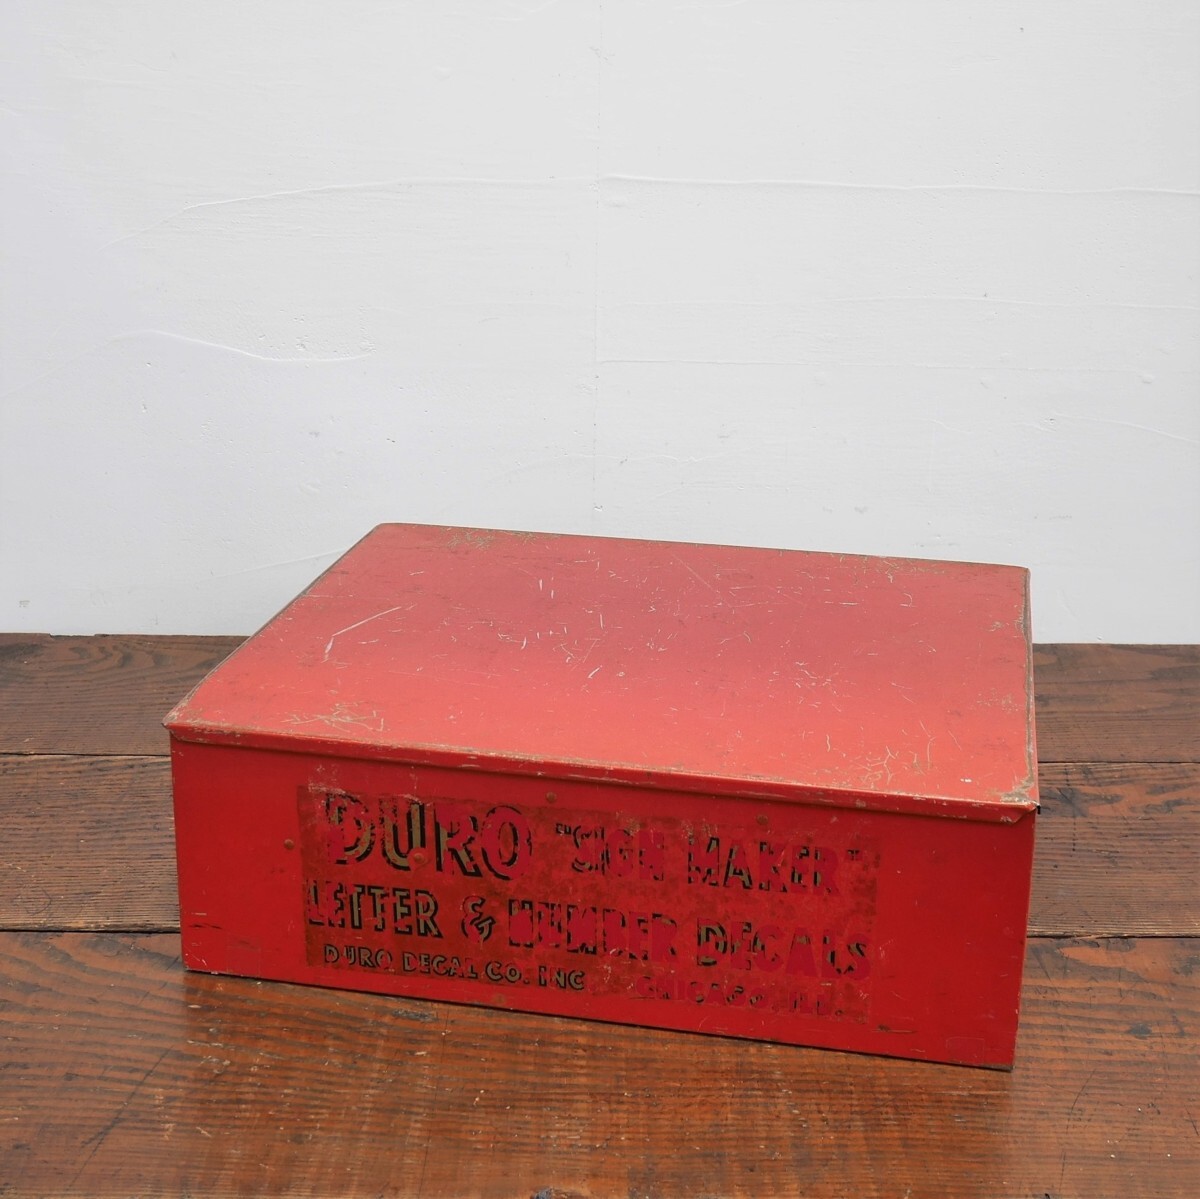 DURO "SIGN MAKER"
LETTER & NUMBER DECALS
DURO DECAL CO. INC CHICAGO, ILL.